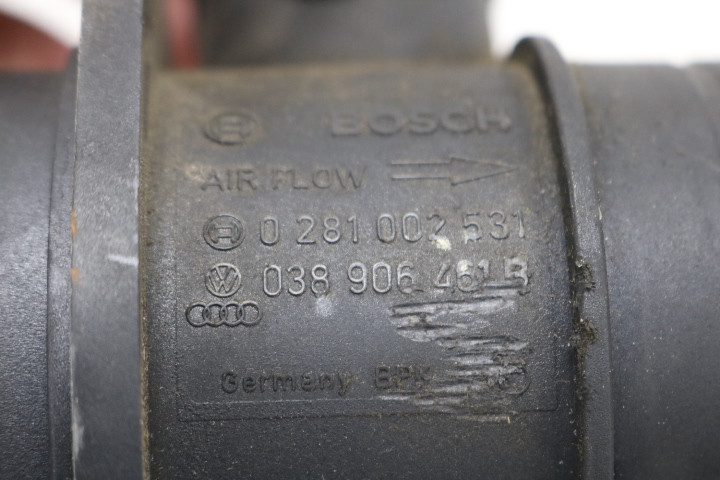 BOSCH
AIR FLOW
0 281 002 531
038 906 461 B
Germany